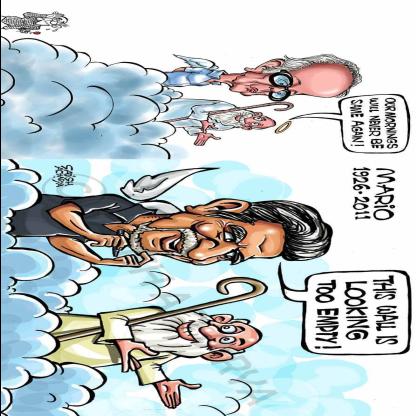 OUR MORNINGS
WILL NEVER BE
SAME AGAIN!
MARIO
1926-2011
THIS WALL IS
LOOKING
TOO EMPTY!